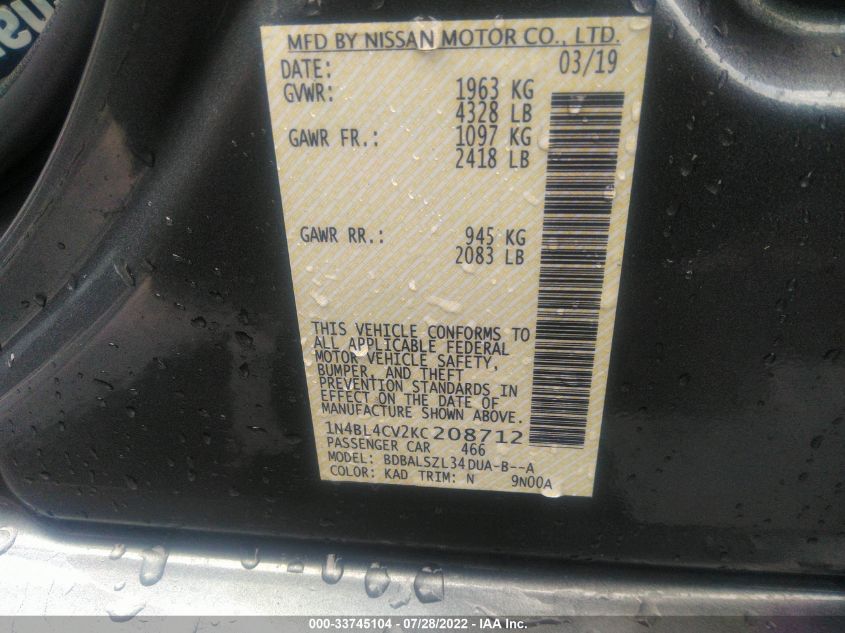 MFD BY NISSAN MOTOR CO., LTD.
DATE: 03/19
GVWR: 1963 KG
4328 LB
GAWR FR.: 1097 KG
2418 LB
GAWR RR.: 945 KG
2083 LB
THIS VEHICLE CONFORMS TO
ALL APPLICABLE FEDERAL
MOTOR VEHICLE SAFETY,
BUMPER, AND THEFT
PREVENTION STANDARDS IN
EFFECT ON THE DATE OF
MANUFACTURE SHOWN ABOVE.
1N4BL4CV2KC208712
PASSENGER CAR 466
MODEL: BDBALSZL34DUA-B--A
COLOR: KAD TRIM: N 9N00A
000-33745104 - 07/28/2022 - IAA Inc.